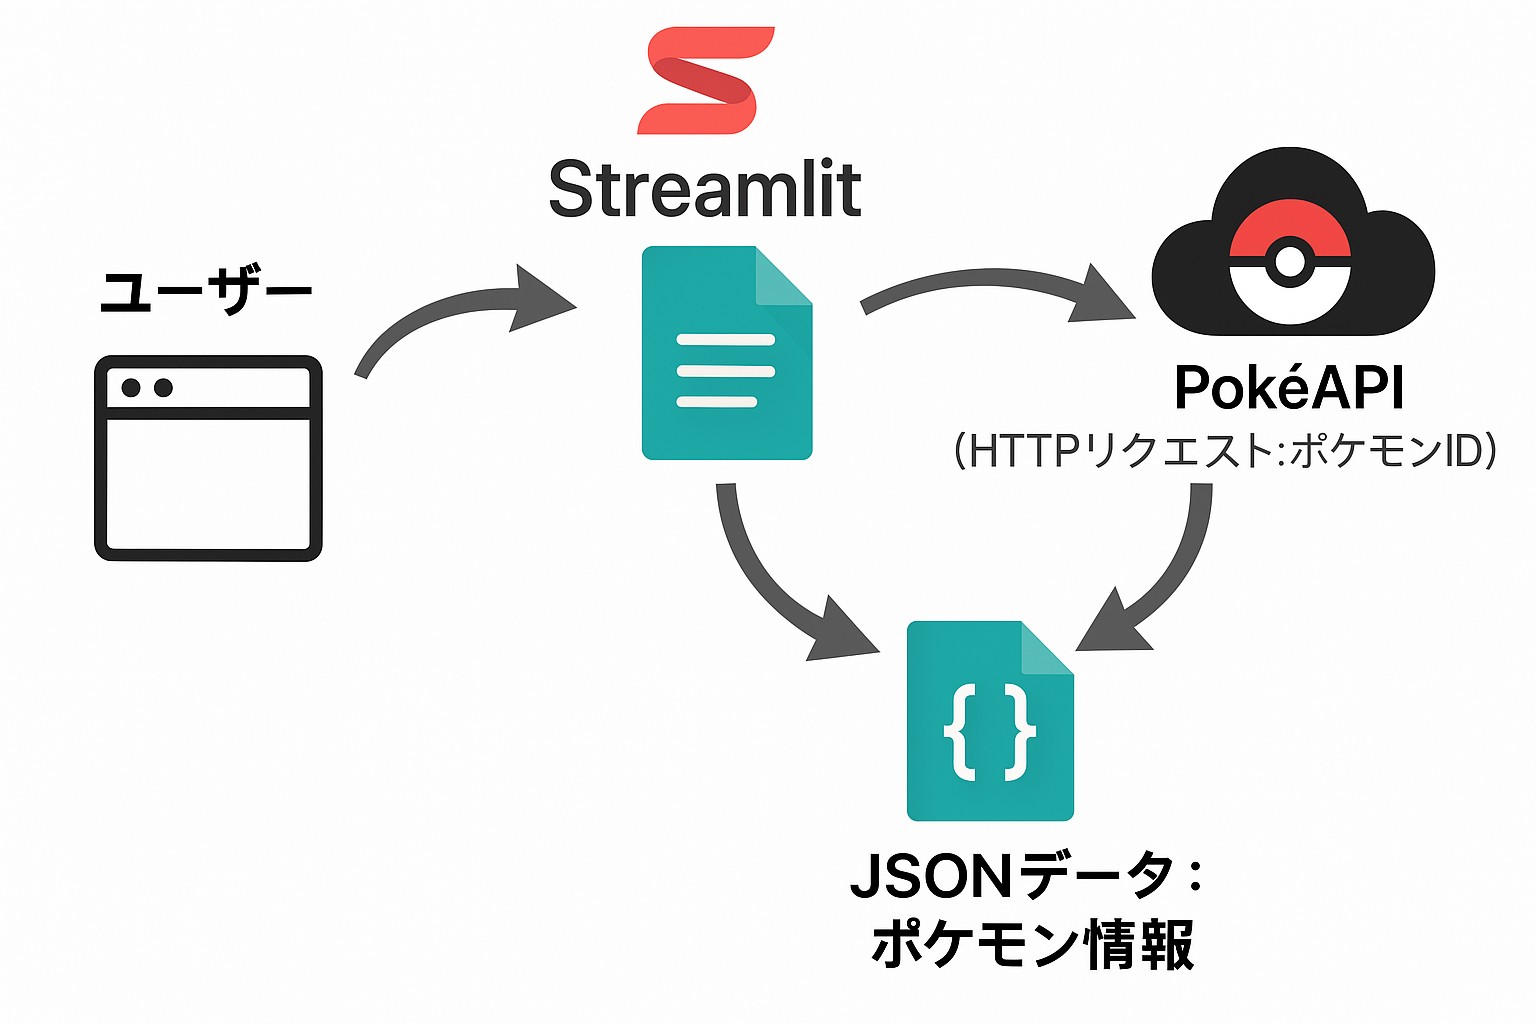 Streamlit
ユーザー
PokéAPI
(HTTPリクエスト:ポケモンID)
{ }
JSONデータ:
ポケモン情報